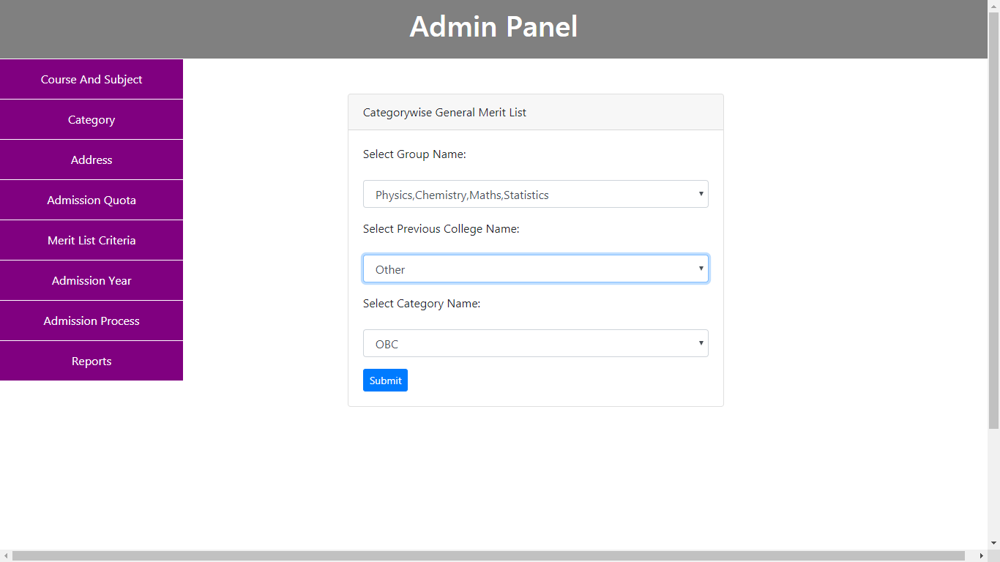 Admin Panel
Course And Subject
Category
Address
Admission Quota
Merit List Criteria
Admission Year
Admission Process
Reports
Categorywise General Merit List
Select Group Name:
Physics,Chemistry,Maths,Statistics
Select Previous College Name:
Other
Select Category Name:
OBC
Submit